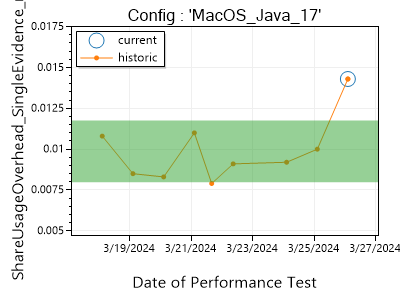 Config : 'MacOS_Java_17'
current
historic
ShareUsageOverhead_SingleEvidence_
0.0175
0.015
0.0125
0.01
0.0075
0.005
3/19/2024
3/21/2024
3/23/2024
3/25/2024
3/27/2024
Date of Performance Test